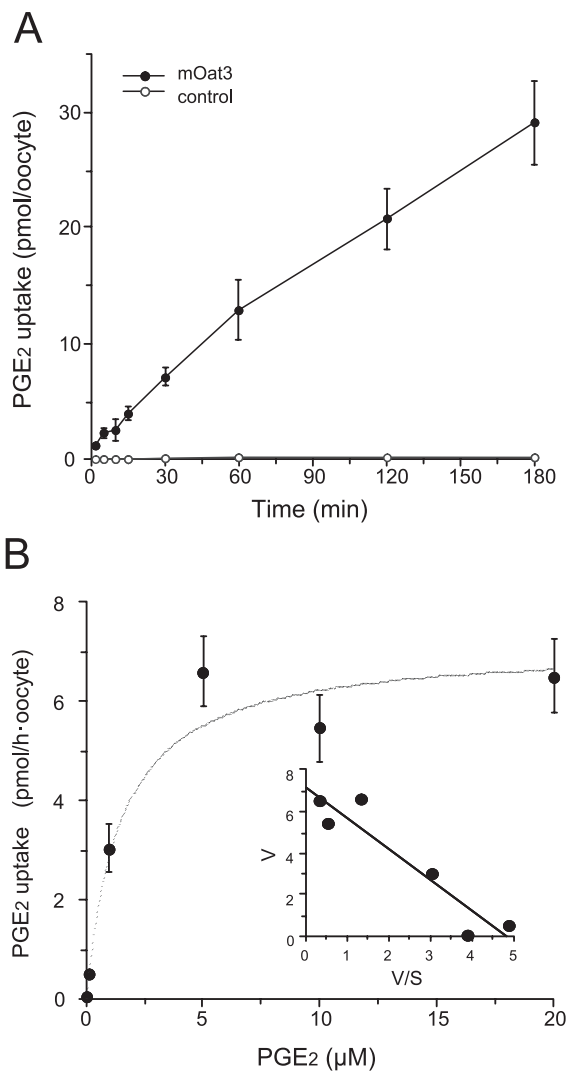 A
mOat3
control
PGE2 uptake (pmol/oocyte)
30
20
10
0
0 30 60 90 120 150 180
Time (min)
B
PGE2 uptake (pmol/h·oocyte)
8
6
4
2
0
0 5 10 15 20
PGE2 (µM)
V
8
6
4
2
0
0 1 2 3 4 5
V/S